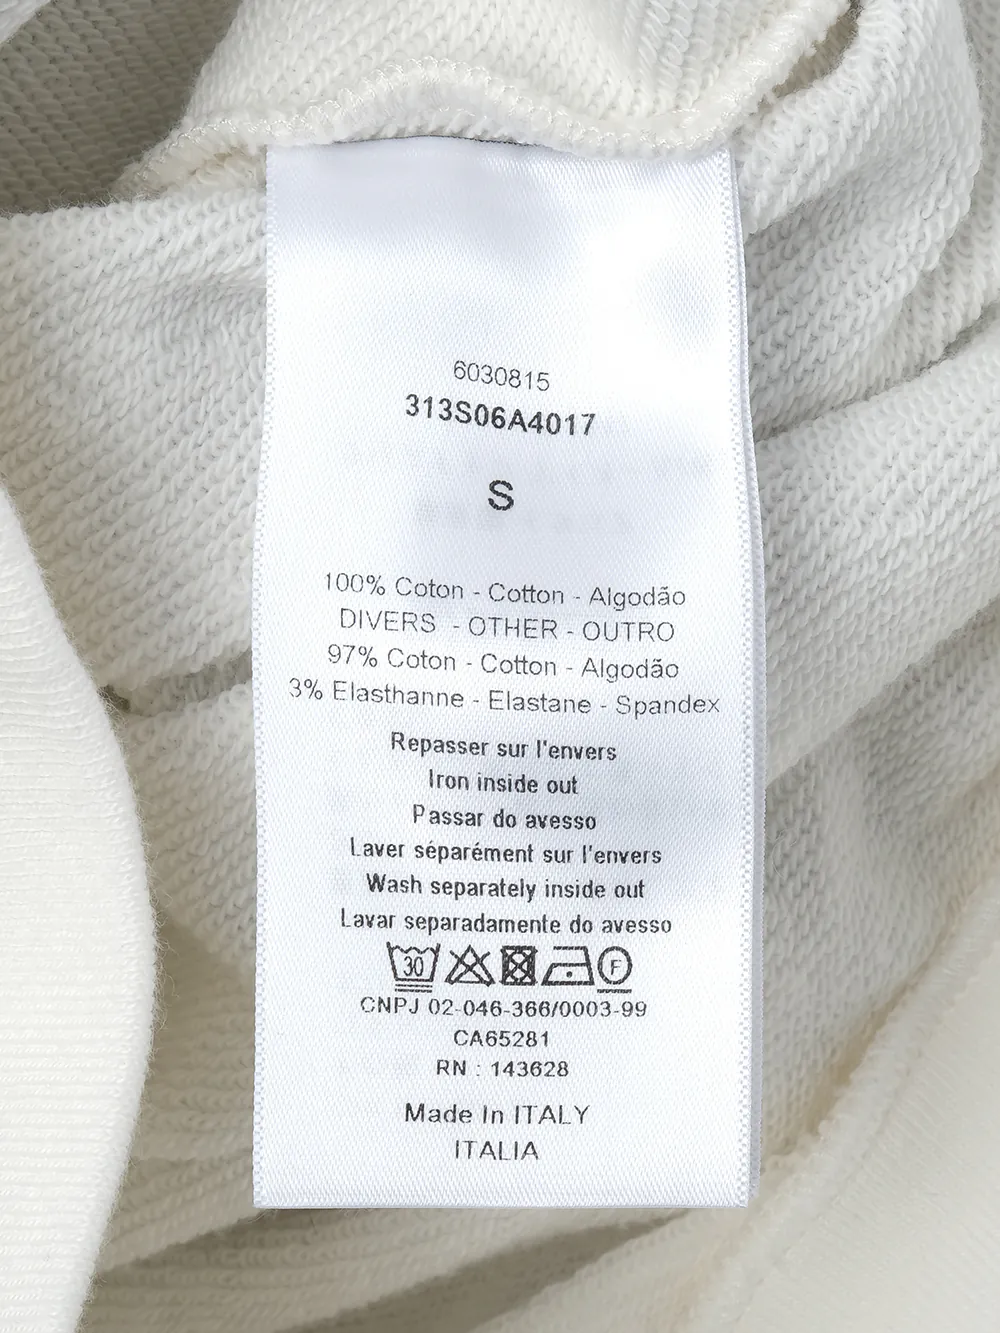 6030815
313S06A4017
S
100% Coton - Cotton - Algodão
DIVERS - OTHER - OUTRO
97% Coton - Cotton - Algodão
3% Elasthanne - Elastane - Spandex
Repasser sur l'envers
Iron inside out
Passar do avesso
Laver séparément sur l'envers
Wash separately inside out
Lavar separadamente do avesso
30 F
CNPJ 02-046-366/0003-99
CA65281
RN : 143628
Made In ITALY
ITALIA